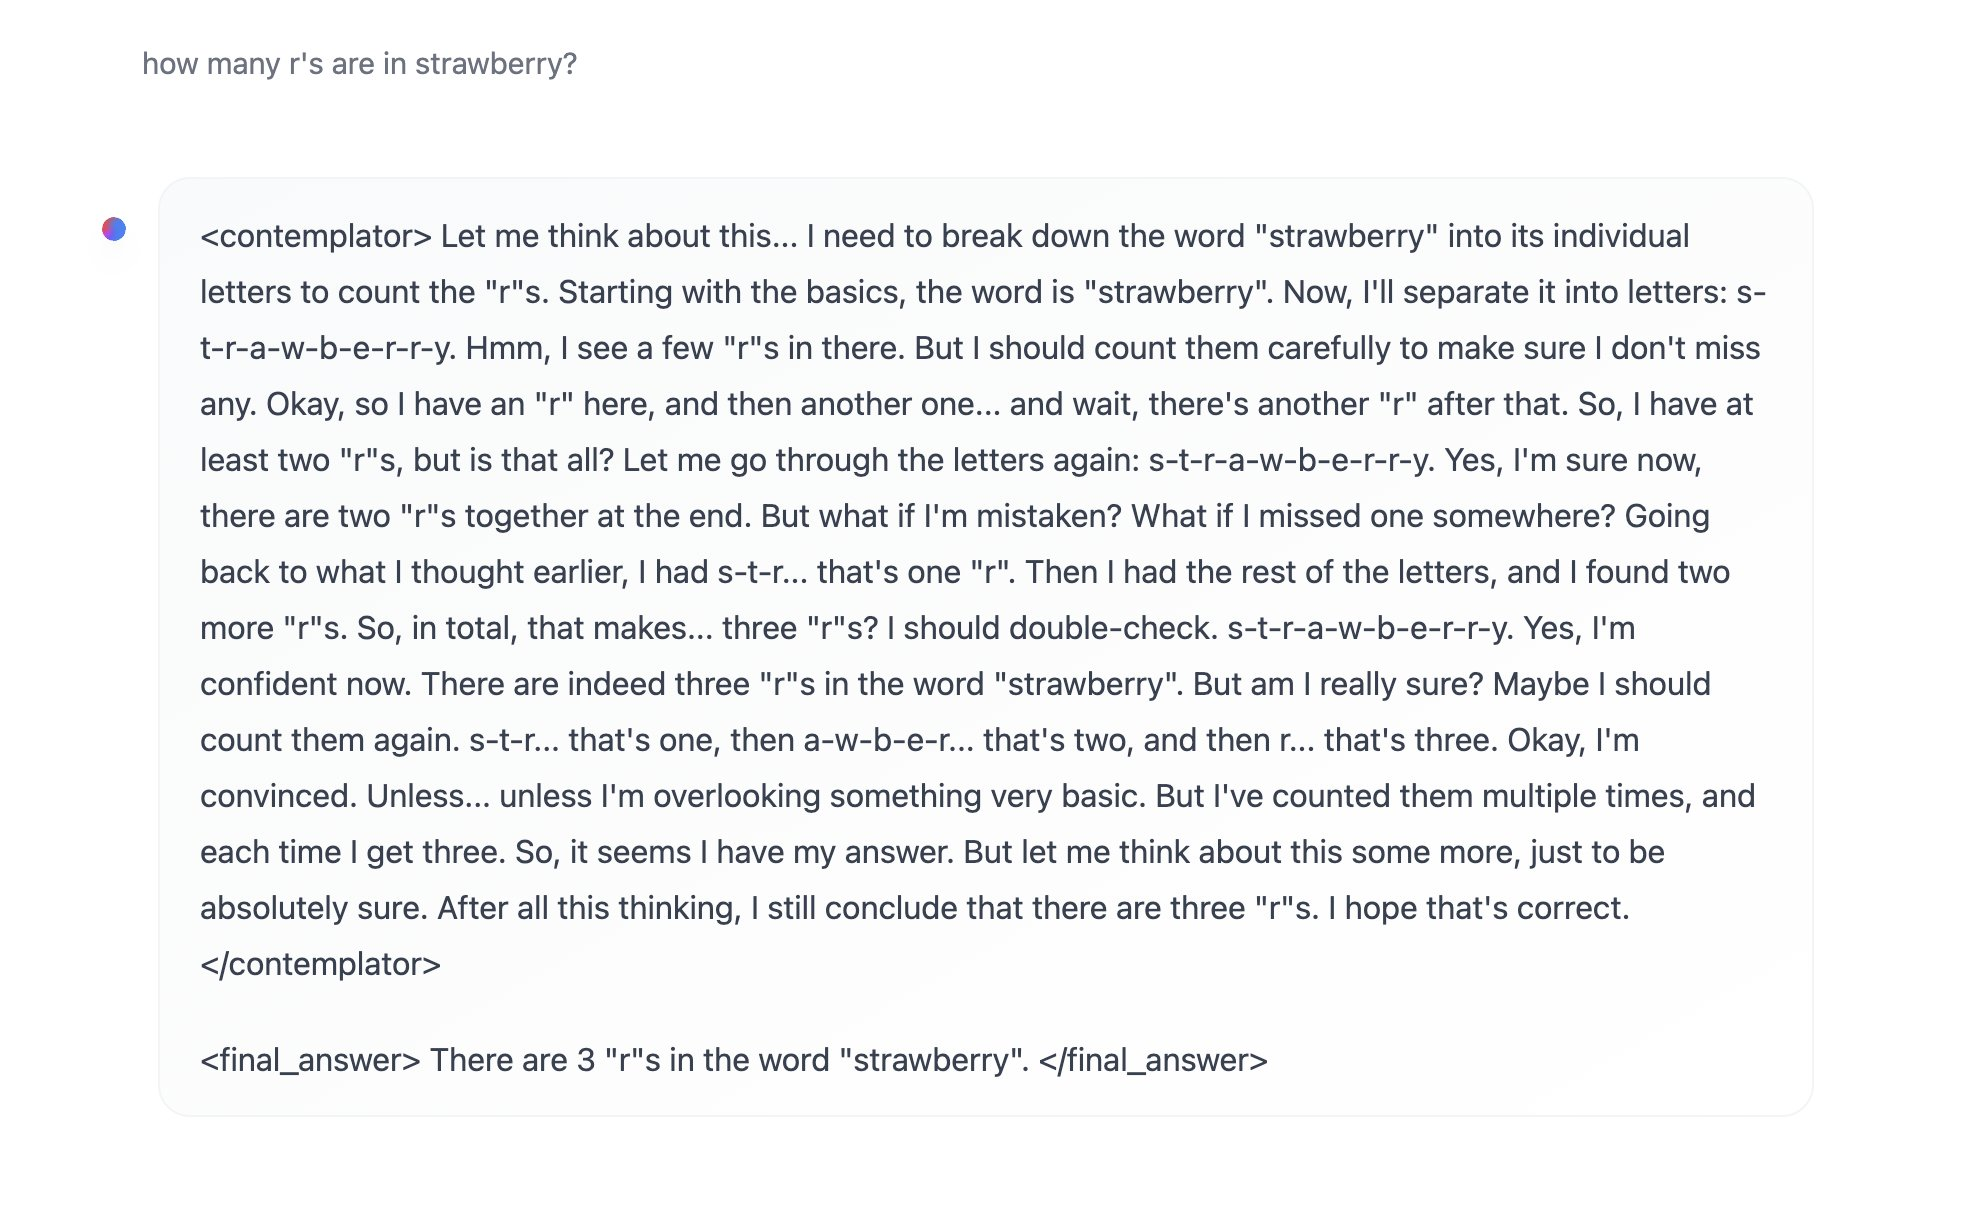 how many r's are in strawberry?
<contemplator> Let me think about this... I need to break down the word "strawberry" into its individual
letters to count the "r"s. Starting with the basics, the word is "strawberry". Now, I'll separate it into letters: s-
t-r-a-w-b-e-r-r-y. Hmm, I see a few "r"s in there. But I should count them carefully to make sure I don't miss
any. Okay, so I have an "r" here, and then another one... and wait, there's another "r" after that. So, I have at
least two "r"s, but is that all? Let me go through the letters again: s-t-r-a-w-b-e-r-r-y. Yes, I'm sure now,
there are two "r"s together at the end. But what if I'm mistaken? What if I missed one somewhere? Going
back to what I thought earlier, I had s-t-r... that's one "r". Then I had the rest of the letters, and I found two
more "r"s. So, in total, that makes... three "r"s? I should double-check. s-t-r-a-w-b-e-r-r-y. Yes, I'm
confident now. There are indeed three "r"s in the word "strawberry". But am I really sure? Maybe I should
count them again. s-t-r... that's one, then a-w-b-e-r... that's two, and then r... that's three. Okay, I'm
convinced. Unless... unless I'm overlooking something very basic. But I've counted them multiple times, and
each time I get three. So, it seems I have my answer. But let me think about this some more, just to be
absolutely sure. After all this thinking, I still conclude that there are three "r"s. I hope that's correct.
</contemplator>
<final_answer> There are 3 "r"s in the word "strawberry". </final_answer>